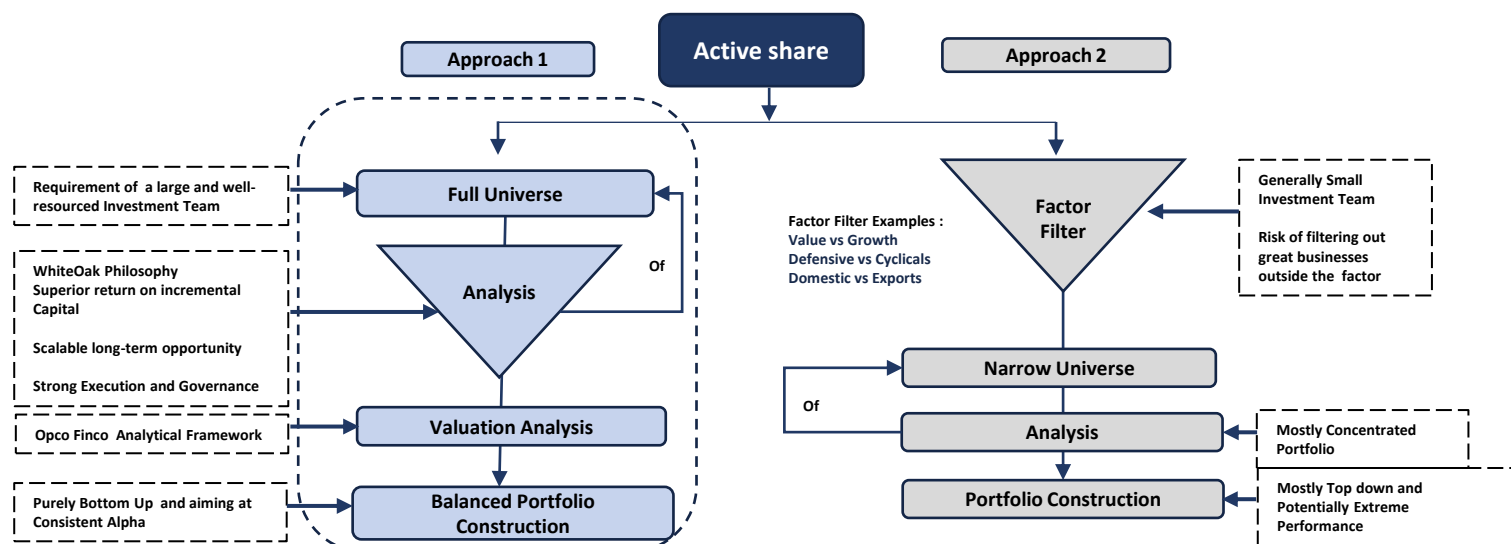 Active share
Approach 1
Approach 2
Requirement of a large and well-
resourced Investment Team
Full Universe
WhiteOak Philosophy
Superior return on incremental
Capital
Scalable long-term opportunity
Strong Execution and Governance
Analysis
Of
Opco Finco Analytical Framework
Valuation Analysis
Purely Bottom Up and aiming at
Consistent Alpha
Balanced Portfolio
Construction
Factor
Filter
Factor Filter Examples :
Value vs Growth
Defensive vs Cyclicals
Domestic vs Exports
Generally Small
Investment Team
Risk of filtering out
great businesses
outside the factor
Narrow Universe
Of
Analysis
Mostly Concentrated
Portfolio
Portfolio Construction
Mostly Top down and
Potentially Extreme
Performance